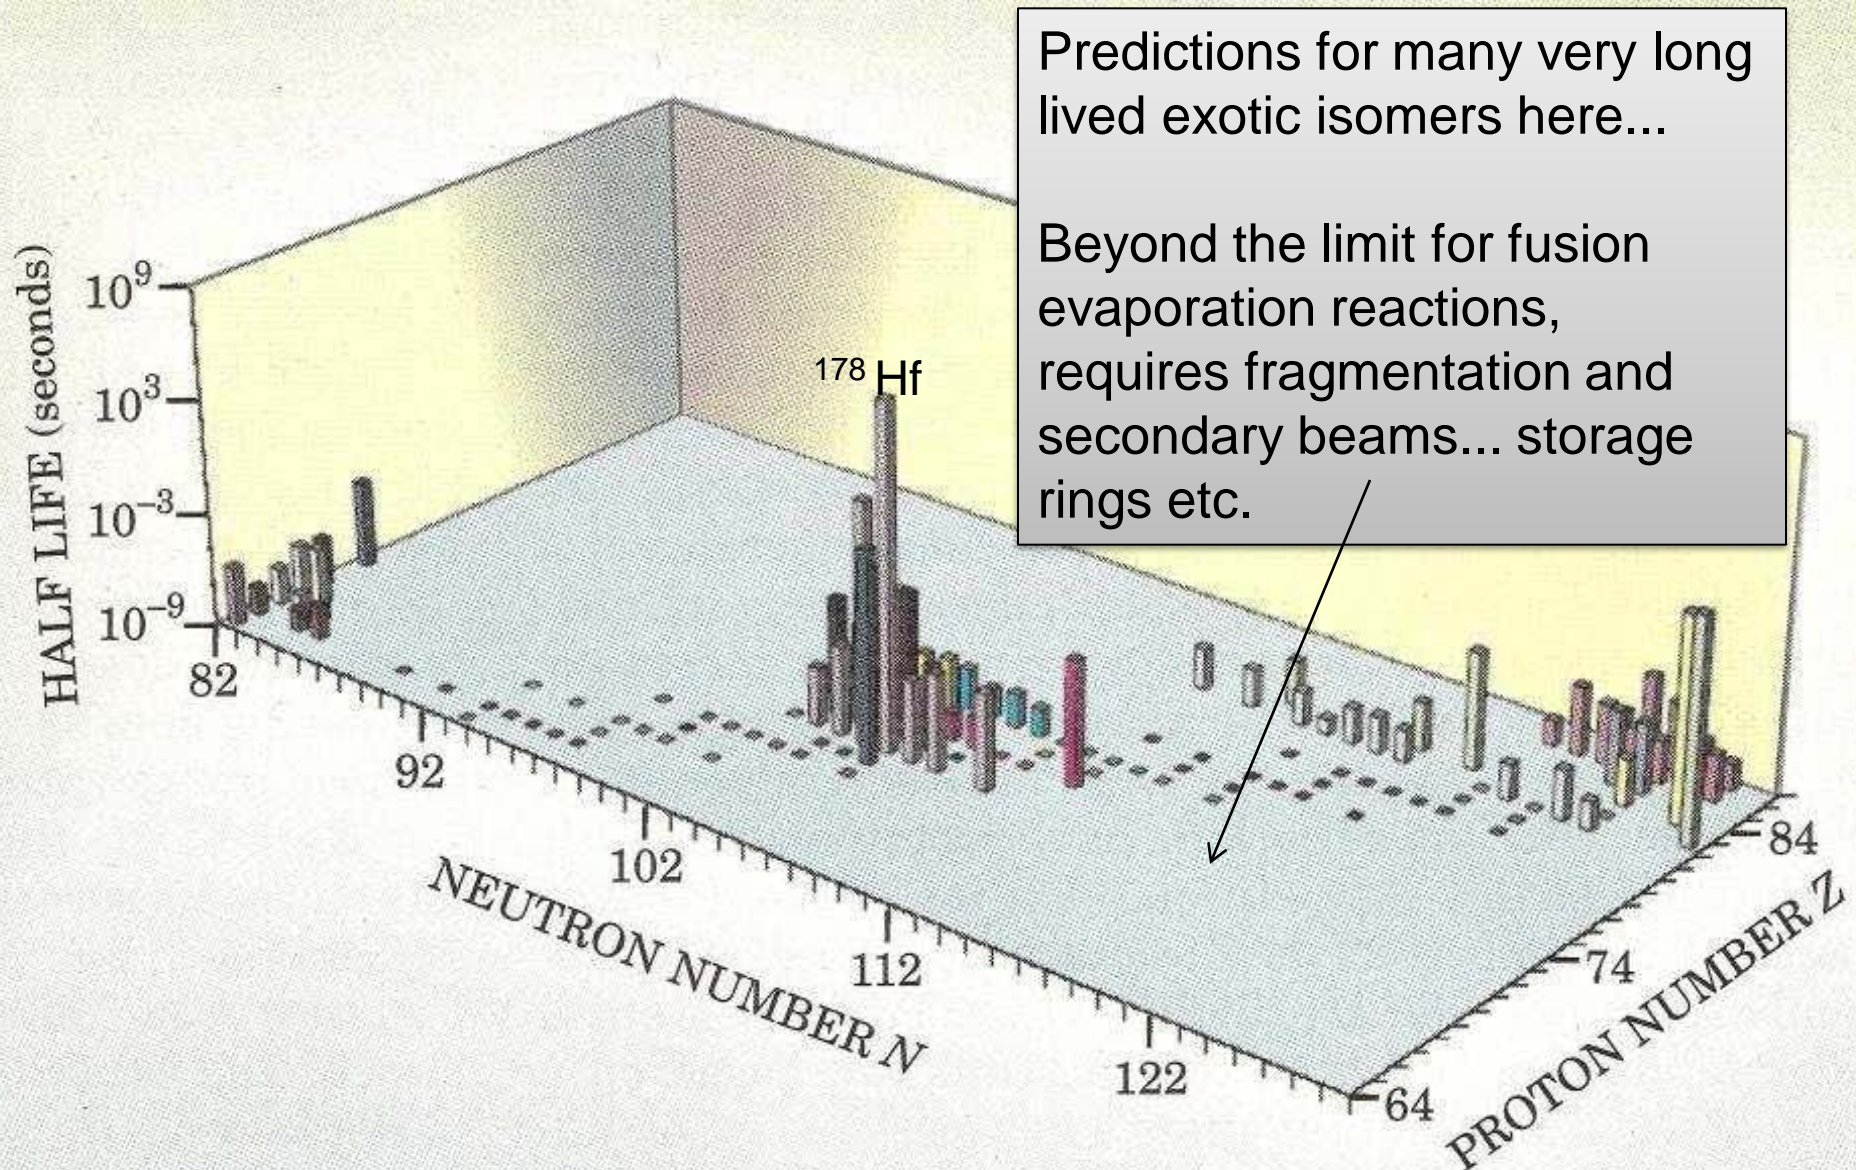 Predictions for many very long
lived exotic isomers here...
Beyond the limit for fusion
evaporation reactions,
requires fragmentation and
secondary beams... storage
rings etc.
¹⁷⁸Hf
HALF LIFE (seconds)
10⁹
10³
10⁻³
10⁻⁹
82
92
102
112
122
NEUTRON NUMBER N
64
74
84
PROTON NUMBER Z